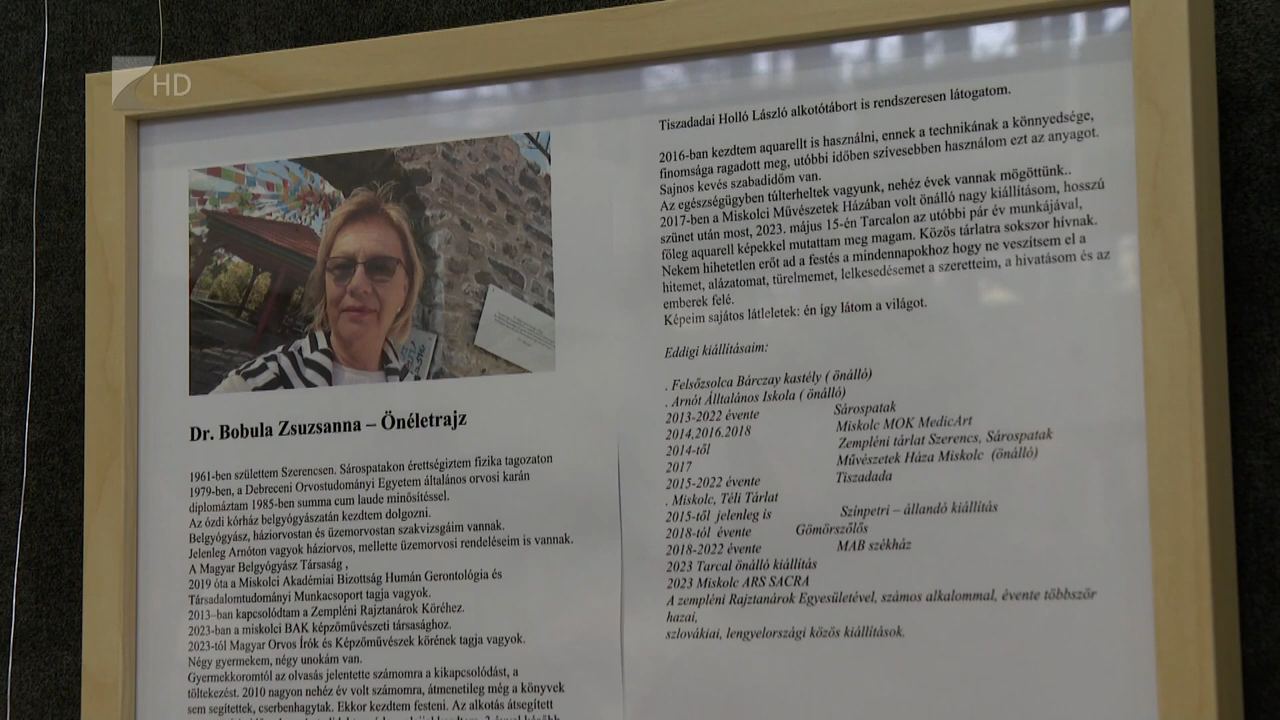 HD
Dr. Bobula Zsuzsanna – Önéletrajz
1961-ben születtem Szerencsen. Sárospatakon érettségiztem fizika tagozaton
1979-ben, a Debreceni Orvostudományi Egyetem általános orvosi karán
diplomáztam 1985-ben summa cum laude minősítéssel.
Az ózdi kórház belgyógyászatán kezdtem dolgozni.
Belgyógyász, háziorvostan és üzemorvostan szakvizsgáim vannak.
Jelenleg Arnóton vagyok háziorvos, mellette üzemorvosi rendeléseim is vannak.
A Magyar Belgyógyász Társaság ,
2019 óta a Miskolci Akadémiai Bizottság Humán Gerontológia és
Társadalomtudományi Munkacsoport tagja vagyok.
2013–ban kapcsolódtam a Zempléni Rajztanárok Köréhez.
2023-ban a miskolci BAK képzőművészeti társasághoz.
2023-tól Magyar Orvos Írók és Képzőművészek körének tagja vagyok.
Négy gyermekem, négy unokám van.
Gyermekkoromtól az olvasás jelentette számomra a kikapcsolódást, a
töltekezést. 2010 nagyon nehéz év volt számomra, átmenetileg még a könyvek
sem segítettek, cserbenhagytak. Ekkor kezdtem festeni. Az alkotás átsegített
Tiszadadai Holló László alkotótábort is rendszeresen látogatom.
2016-ban kezdtem aquarellt is használni, ennek a technikának a könnyedsége,
finomsága ragadott meg, utóbbi időben szívesebben használom ezt az anyagot.
Sajnos kevés szabadidőm van.
Az egészségügyben túlterheltek vagyunk, nehéz évek vannak mögöttünk..
2017-ben a Miskolci Művészetek Házában volt önálló nagy kiállításom, hosszú
szünet után most, 2023. május 15-én Tarcalon az utóbbi pár év munkájával,
főleg aquarell képekkel mutattam meg magam. Közös tárlatra sokszor hívnak.
Nekem hihetetlen erőt ad a festés a mindennapokhoz hogy ne veszítsem el a
hitemet, alázatomat, türelmemet, lelkesedésemet a szeretteim, a hivatásom és az
emberek felé.
Képeim sajátos látleletek: én így látom a világot.
Eddigi kiállításaim:
. Felsőzsolca Bárczay kastély ( önálló)
. Arnót Álltalános Iskola ( önálló)
2013-2022 évente Sárospatak
2014,2016.2018 Miskolc MOK MedicArt
2014-től Zempléni tárlat Szerencs, Sárospatak
2017 Művészetek Háza Miskolc (önálló)
2015-2022 évente Tiszadada
. Miskolc, Téli Tárlat
2015-től jelenleg is Szinpetri – állandó kiállítás
2018-tól évente Gömörszőlős
2018-2022 évente MAB székház
2023 Tarcal önálló kiállítás
2023 Miskolc ARS SACRA
A zempléni Rajztanárok Egyesületével, számos alkalommal, évente többször
hazai,
szlovákiai, lengyelországi közös kiállítások.